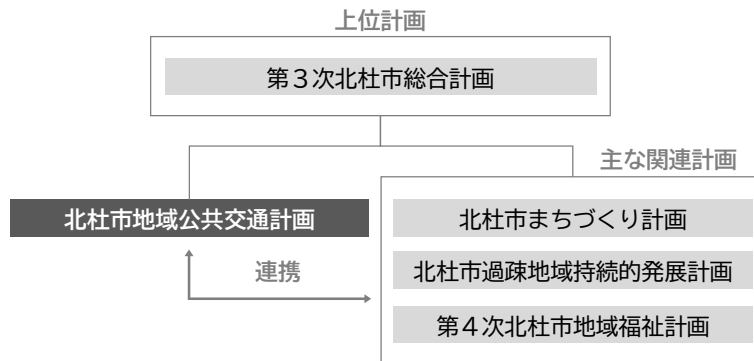 上位計画
第３次北杜市総合計画
主な関連計画
北杜市地域公共交通計画
北杜市まちづくり計画
連携
北杜市過疎地域持続的発展計画
第４次北杜市地域福祉計画